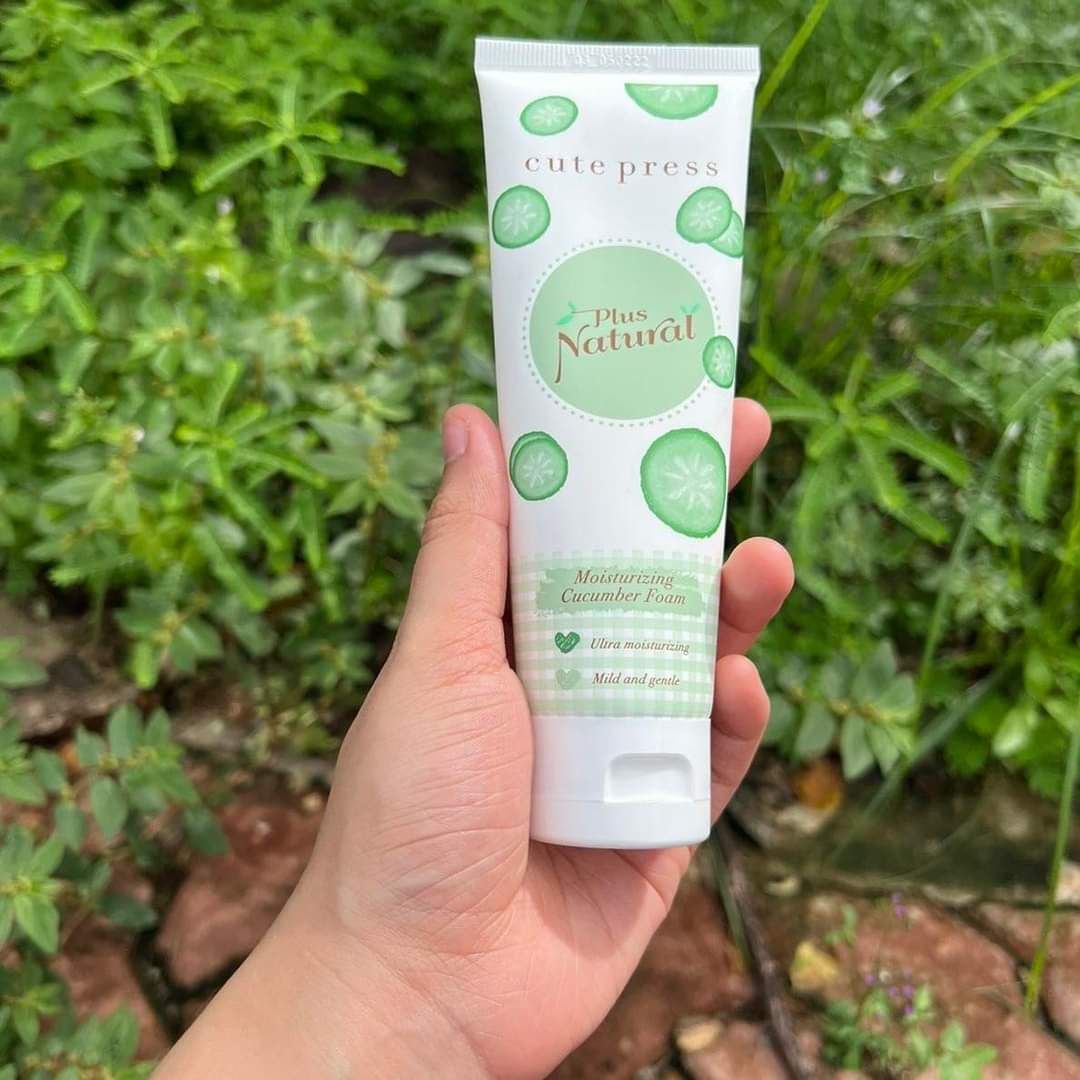 cute press
Plus
Natural
Moisturizing
Cucumber Foam
Ultra moisturizing
Mild and gentle